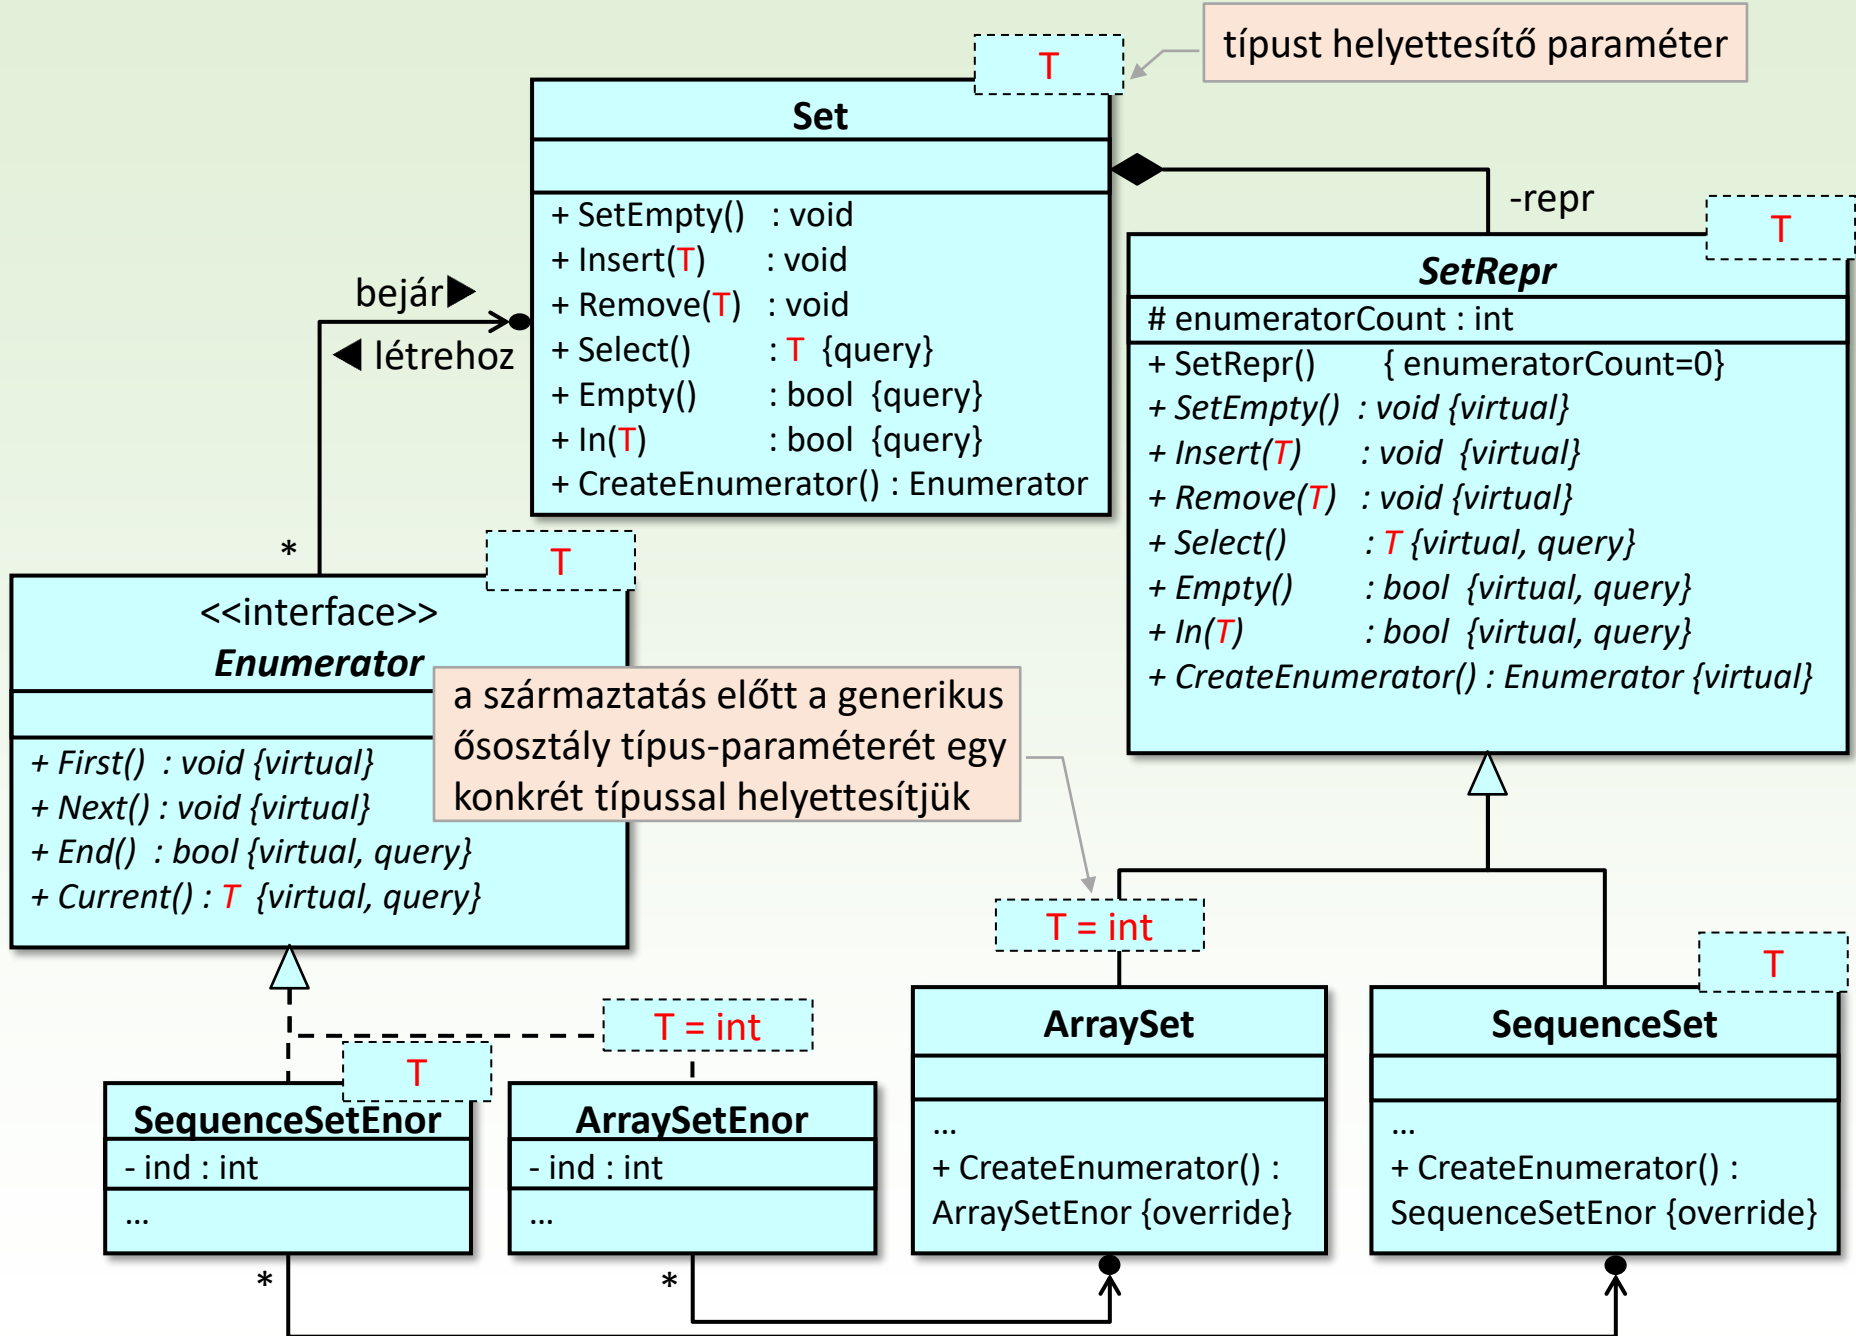 típust helyettesítő paraméter
T
Set
+ SetEmpty() : void
+ Insert(T) : void
+ Remove(T) : void
+ Select() : T {query}
+ Empty() : bool {query}
+ In(T) : bool {query}
+ CreateEnumerator() : Enumerator
-repr
T
SetRepr
# enumeratorCount : int
+ SetRepr() { enumeratorCount=0}
+ SetEmpty() : void {virtual}
+ Insert(T) : void {virtual}
+ Remove(T) : void {virtual}
+ Select() : T {virtual, query}
+ Empty() : bool {virtual, query}
+ In(T) : bool {virtual, query}
+ CreateEnumerator() : Enumerator {virtual}
bejár▶
◀ létrehoz
*
T
<<interface>>
Enumerator
+ First() : void {virtual}
+ Next() : void {virtual}
+ End() : bool {virtual, query}
+ Current() : T {virtual, query}
a származtatás előtt a generikus
ősosztály típus-paraméterét egy
konkrét típussal helyettesítjük
T = int
T
T = int
T
SequenceSetEnor
- ind : int
...
*
ArraySetEnor
- ind : int
...
*
ArraySet
...
+ CreateEnumerator() :
ArraySetEnor {override}
SequenceSet
...
+ CreateEnumerator() :
SequenceSetEnor {override}